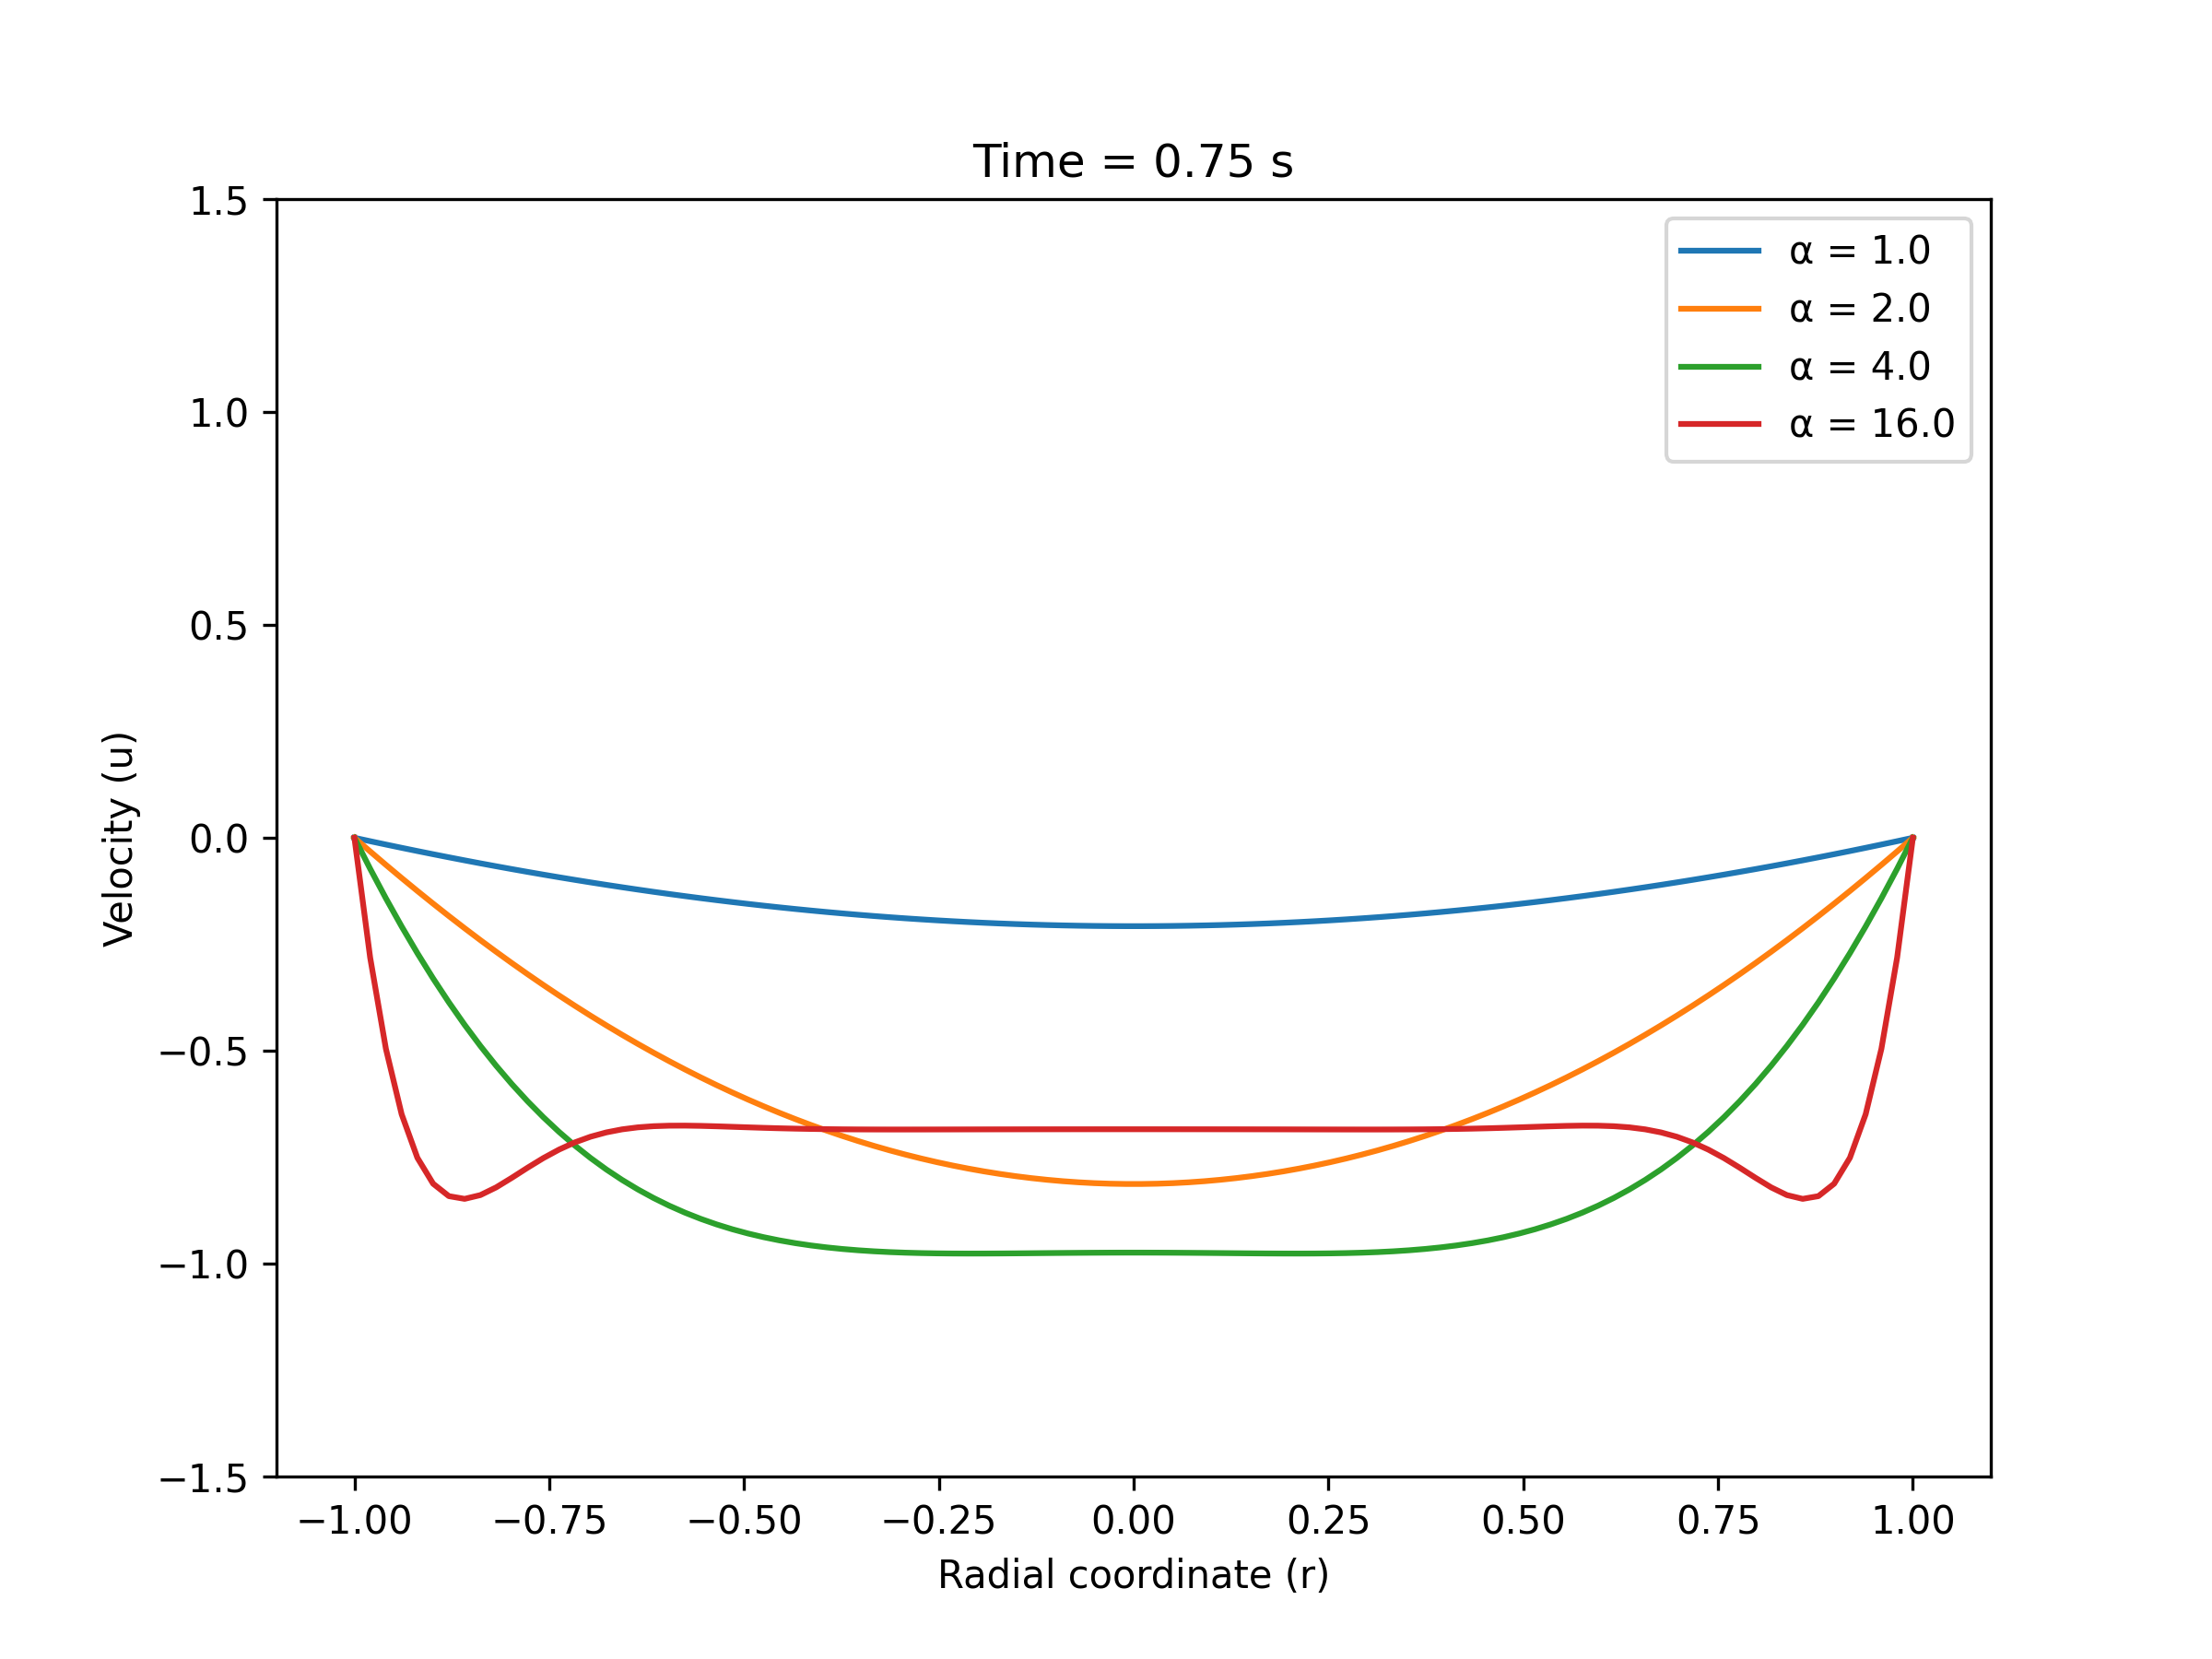 Time = 0.75 s
1.5
1.0
0.5
0.0
−0.5
−1.0
−1.5
Velocity (u)
α = 1.0
α = 2.0
α = 4.0
α = 16.0
−1.00 −0.75 −0.50 −0.25 0.00 0.25 0.50 0.75 1.00
Radial coordinate (r)